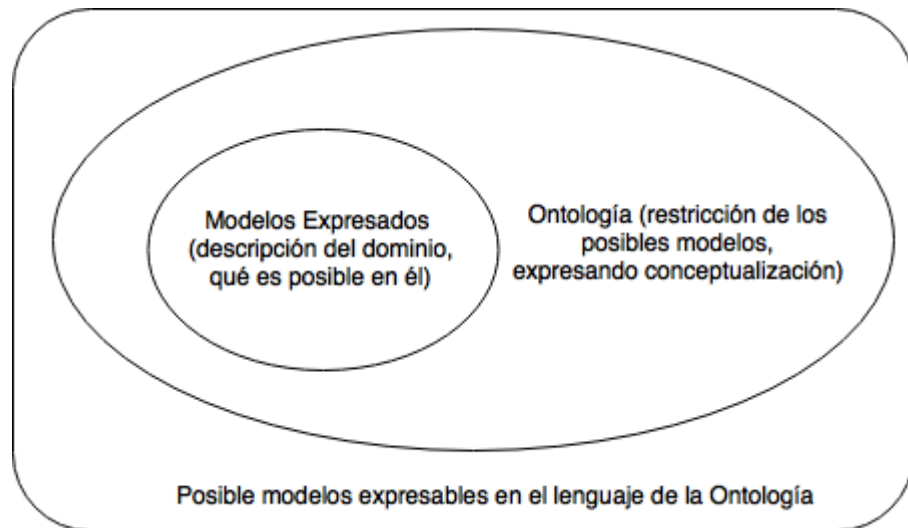 Modelos Expresados
(descripción del dominio,
qué es posible en él)
Ontología (restricción de los
posibles modelos,
expresando conceptualización)
Posible modelos expresables en el lenguaje de la Ontología